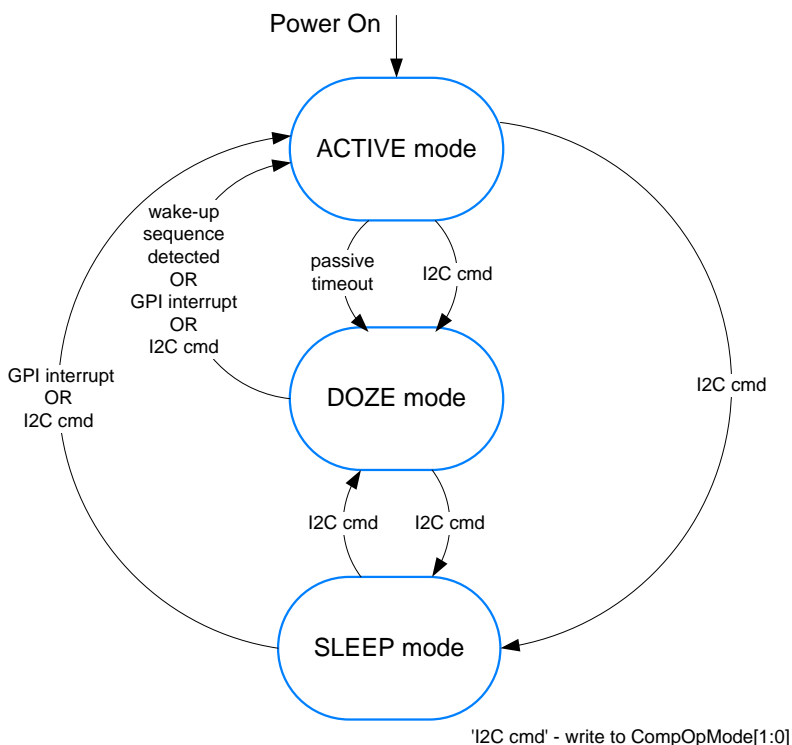 Power On
ACTIVE mode
wake-up
sequence
detected
OR
GPI interrupt
OR
I2C cmd
passive
timeout
I2C cmd
GPI interrupt
OR
I2C cmd
I2C cmd
DOZE mode
I2C cmd
I2C cmd
SLEEP mode
'I2C cmd' - write to CompOpMode[1:0]